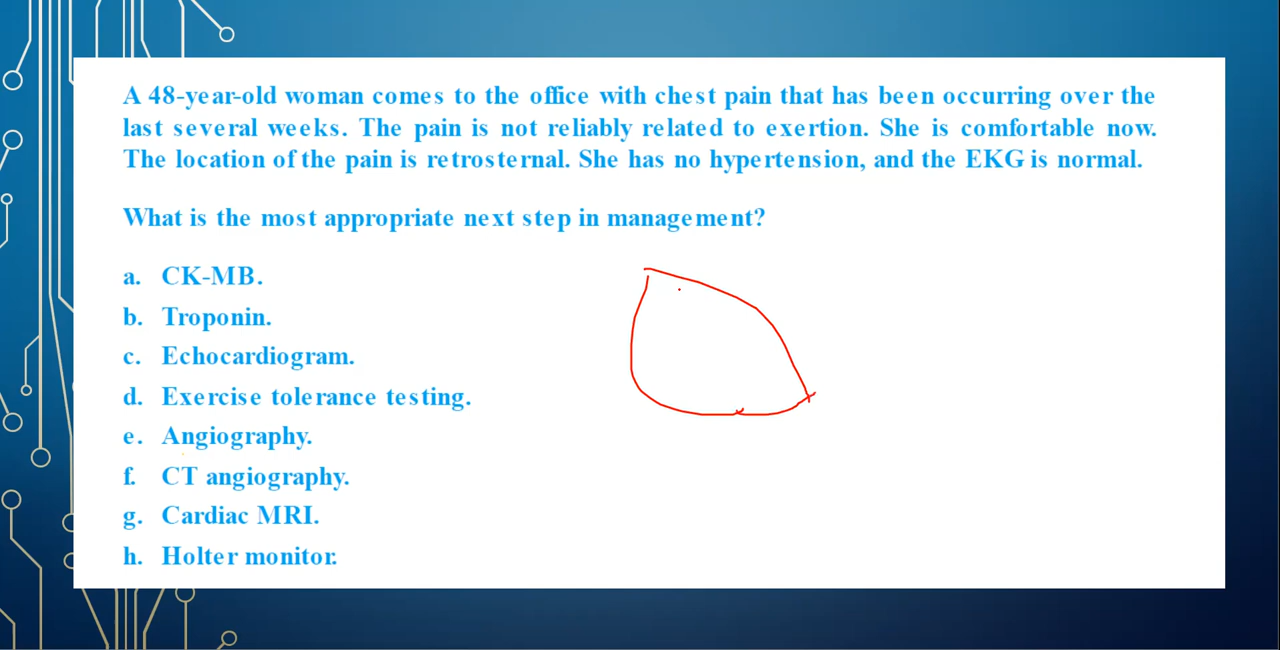 A 48-year-old woman comes to the office with chest pain that has been occurring over the
last several weeks. The pain is not reliably related to exertion. She is comfortable now.
The location of the pain is retrosternal. She has no hypertension, and the EKG is normal.
What is the most appropriate next step in management?
a. CK-MB.
b. Troponin.
c. Echocardiogram.
d. Exercise tolerance testing.
e. Angiography.
f. CT angiography.
g. Cardiac MRI.
h. Holter monitor.